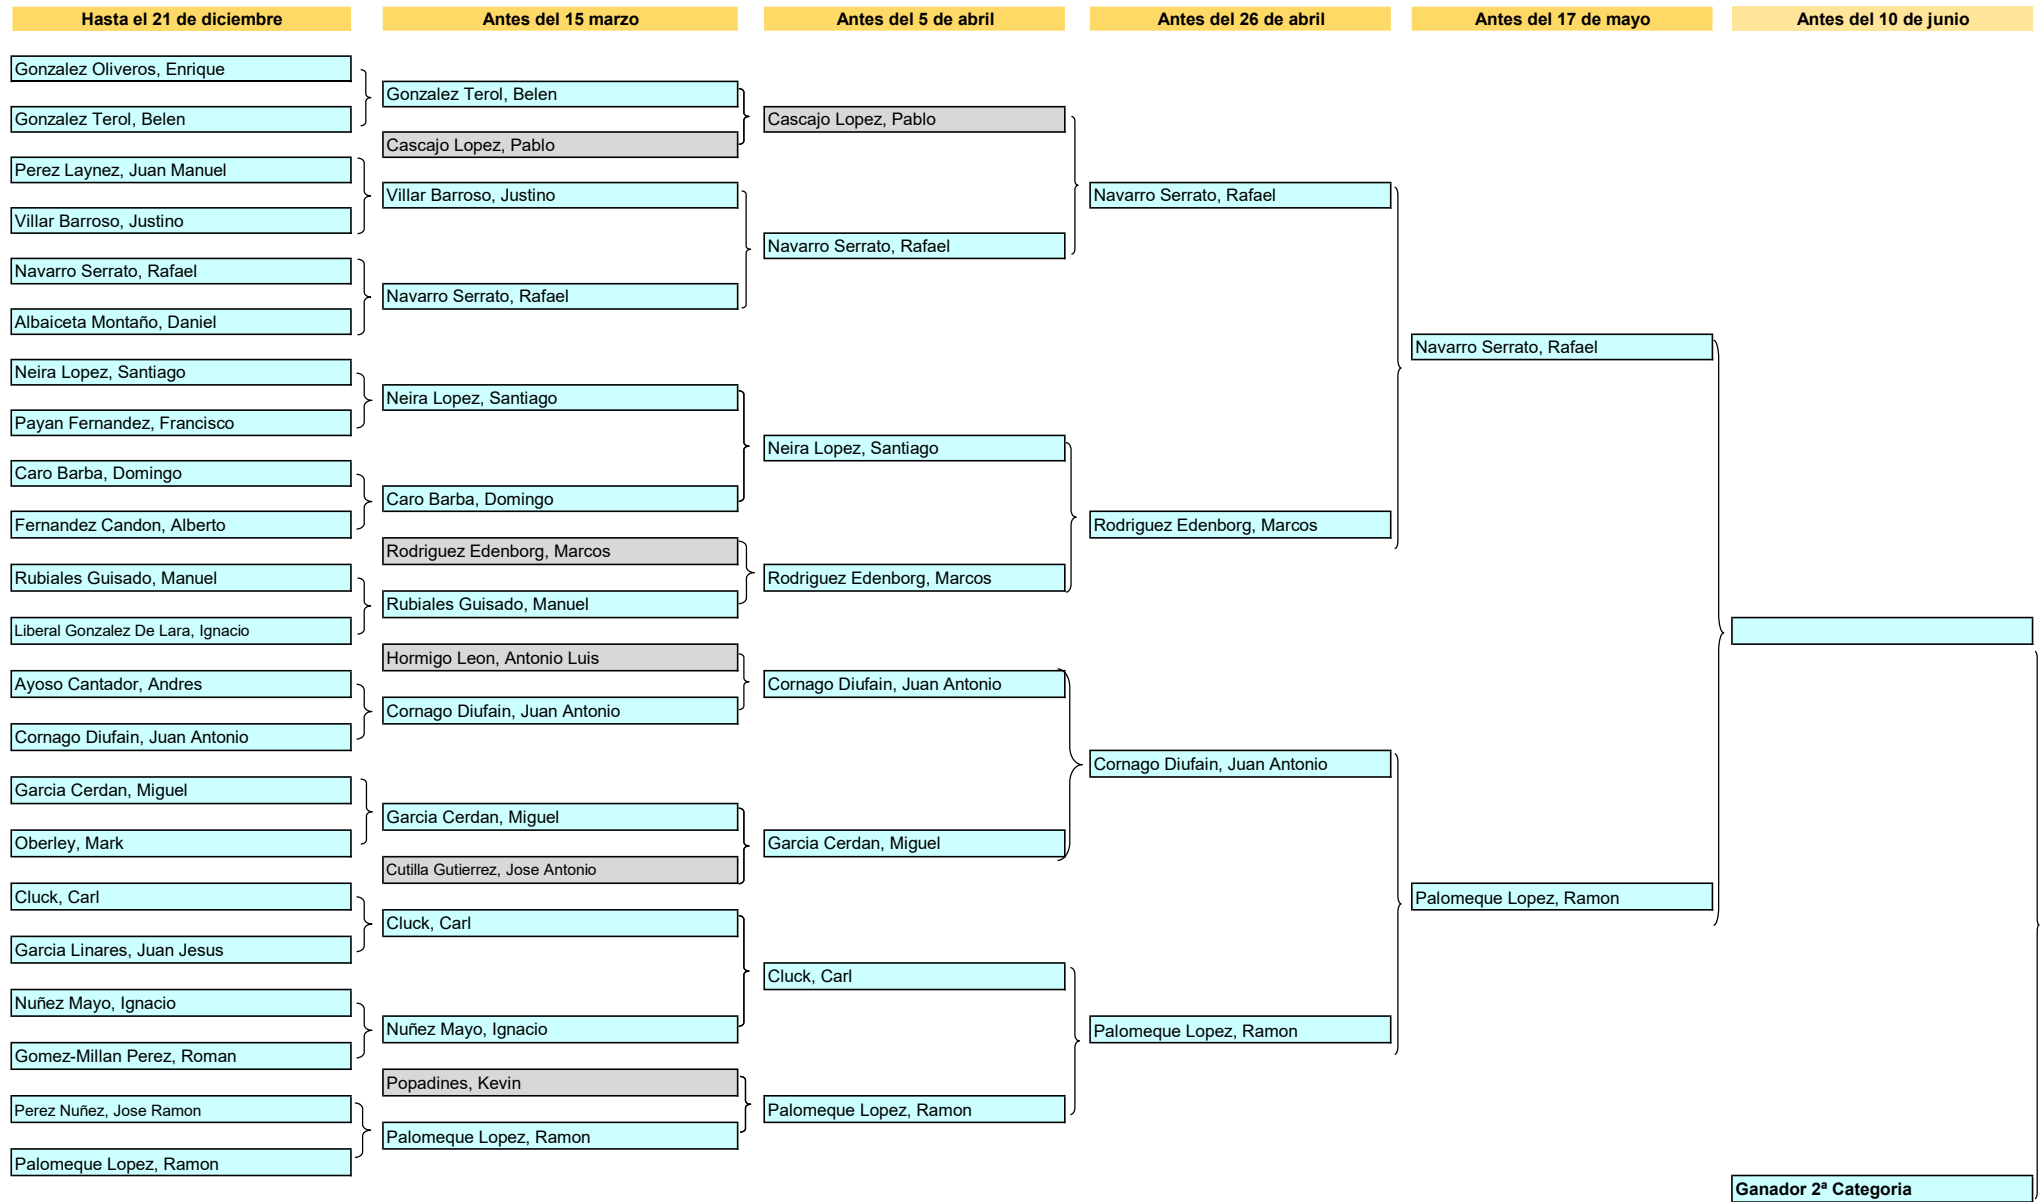 Hasta el 21 de diciembre
Antes del 15 marzo
Antes del 5 de abril
Antes del 26 de abril
Antes del 17 de mayo
Antes del 10 de junio
Gonzalez Oliveros, Enrique
Gonzalez Terol, Belen
Perez Laynez, Juan Manuel
Villar Barroso, Justino
Navarro Serrato, Rafael
Albaiceta Montaño, Daniel
Neira Lopez, Santiago
Payan Fernandez, Francisco
Caro Barba, Domingo
Fernandez Candon, Alberto
Rubiales Guisado, Manuel
Liberal Gonzalez De Lara, Ignacio
Ayoso Cantador, Andres
Cornago Diufain, Juan Antonio
Garcia Cerdan, Miguel
Oberley, Mark
Cluck, Carl
Garcia Linares, Juan Jesus
Nuñez Mayo, Ignacio
Gomez-Millan Perez, Roman
Perez Nuñez, Jose Ramon
Palomeque Lopez, Ramon
Gonzalez Terol, Belen
Cascajo Lopez, Pablo
Villar Barroso, Justino
Navarro Serrato, Rafael
Neira Lopez, Santiago
Caro Barba, Domingo
Rodriguez Edenborg, Marcos
Rubiales Guisado, Manuel
Hormigo Leon, Antonio Luis
Cornago Diufain, Juan Antonio
Garcia Cerdan, Miguel
Cutilla Gutierrez, Jose Antonio
Cluck, Carl
Nuñez Mayo, Ignacio
Popadines, Kevin
Palomeque Lopez, Ramon
Cascajo Lopez, Pablo
Navarro Serrato, Rafael
Neira Lopez, Santiago
Rodriguez Edenborg, Marcos
Cornago Diufain, Juan Antonio
Garcia Cerdan, Miguel
Cluck, Carl
Palomeque Lopez, Ramon
Navarro Serrato, Rafael
Rodriguez Edenborg, Marcos
Cornago Diufain, Juan Antonio
Palomeque Lopez, Ramon
Navarro Serrato, Rafael
Palomeque Lopez, Ramon
Ganador 2ª Categoria